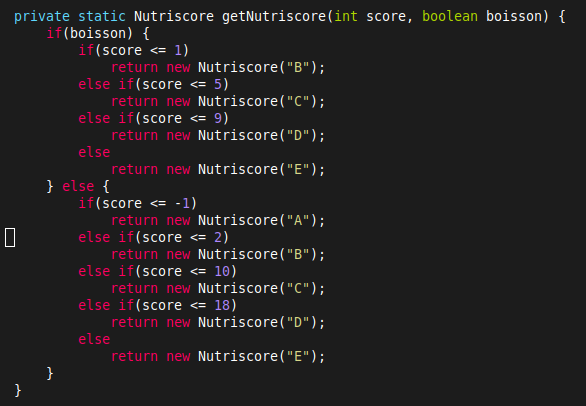 private static Nutriscore getNutriscore(int score, boolean boisson) {
    if(boisson) {
        if(score <= 1)
            return new Nutriscore("B");
        else if(score <= 5)
            return new Nutriscore("C");
        else if(score <= 9)
            return new Nutriscore("D");
        else
            return new Nutriscore("E");
    } else {
        if(score <= -1)
            return new Nutriscore("A");
        else if(score <= 2)
            return new Nutriscore("B");
        else if(score <= 10)
            return new Nutriscore("C");
        else if(score <= 18)
            return new Nutriscore("D");
        else
            return new Nutriscore("E");
    }
}